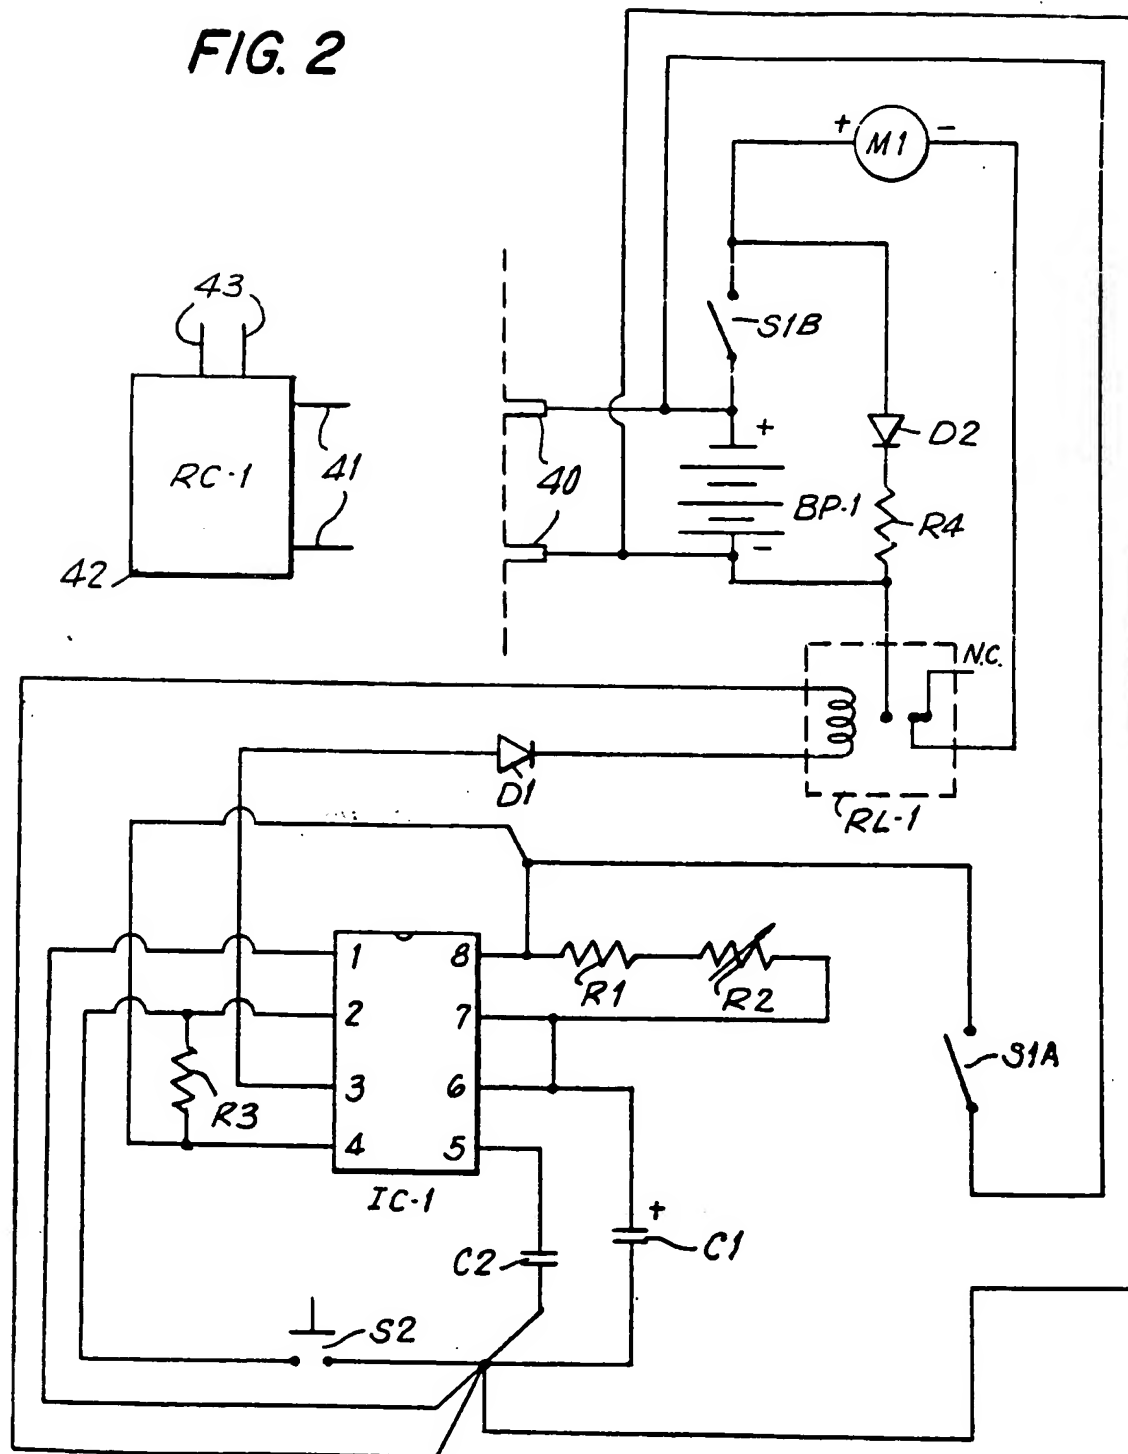 FIG. 2
+ M1 -
43
S1B
RC-1
41
40
+
D2
BP-1
R4
-
42
N.C.
D1
RL-1
1
8
R1
R2
2
7
S1A
R3
3
6
4
5
IC-1
+
C2
C1
S2